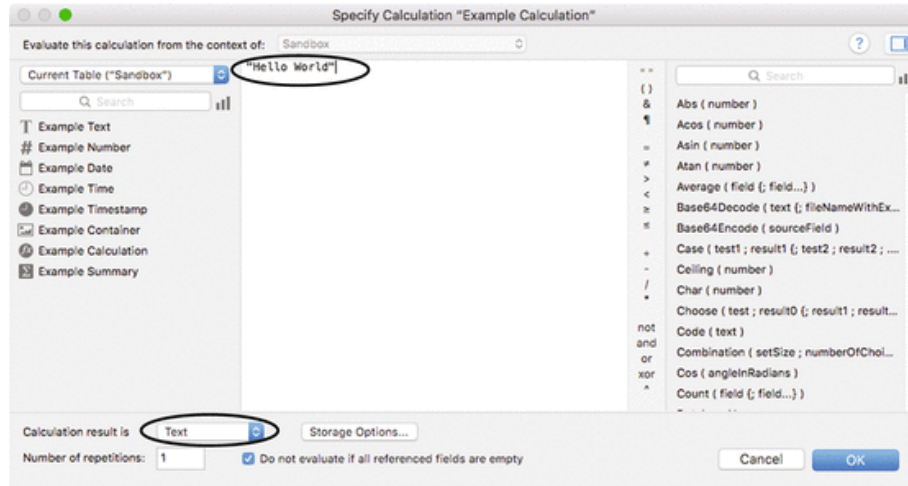 Specify Calculation "Example Calculation"
Evaluate this calculation from the context of: Sandbox
?
Current Table ("Sandbox")
Search
Example Text
Example Number
Example Date
Example Time
Example Timestamp
Example Container
Example Calculation
Example Summary
"Hello World"
" "
( )
&
¶
=
≠
>
<
≥
≤
+
-
/
*
not
and
or
xor
^
Search
Abs ( number )
Acos ( number )
Asin ( number )
Atan ( number )
Average ( field {; field...} )
Base64Decode ( text {; fileNameWithEx...
Base64Encode ( sourceField )
Case ( test1 ; result1 {; test2 ; result2 ; ....
Ceiling ( number )
Char ( number )
Choose ( test ; result0 {; result1 ; result...
Code ( text )
Combination ( setSize ; numberOfChoi...
Cos ( angleInRadians )
Count ( field {; field...} )
Calculation result is Text Storage Options...
Number of repetitions: 1 Do not evaluate if all referenced fields are empty
Cancel OK